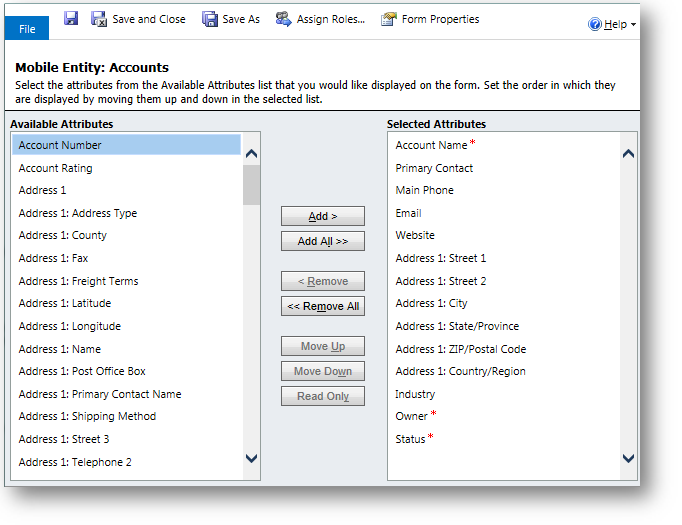 File
Save and Close
Save As
Assign Roles...
Form Properties
Help
Mobile Entity: Accounts
Select the attributes from the Available Attributes list that you would like displayed on the form. Set the order in which they
are displayed by moving them up and down in the selected list.
Available Attributes
Account Number
Account Rating
Address 1
Address 1: Address Type
Address 1: County
Address 1: Fax
Address 1: Freight Terms
Address 1: Latitude
Address 1: Longitude
Address 1: Name
Address 1: Post Office Box
Address 1: Primary Contact Name
Address 1: Shipping Method
Address 1: Street 3
Address 1: Telephone 2
Add >
Add All >>
< Remove
<< Remove All
Move Up
Move Down
Read Only
Selected Attributes
Account Name *
Primary Contact
Main Phone
Email
Website
Address 1: Street 1
Address 1: Street 2
Address 1: City
Address 1: State/Province
Address 1: ZIP/Postal Code
Address 1: Country/Region
Industry
Owner *
Status *